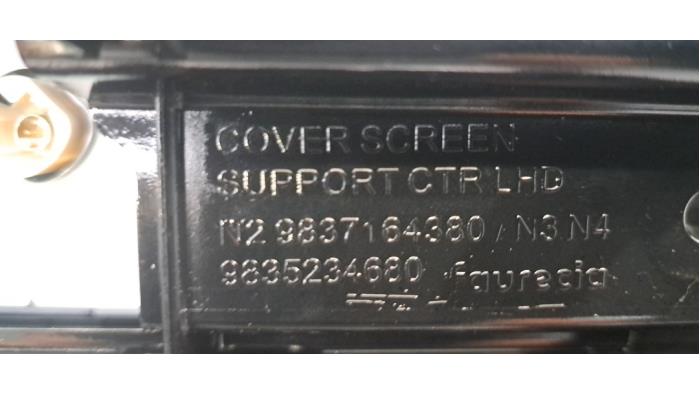 COVER SCREEN
SUPPORT CTR LHD
N2 9837164380 / N3 N4
9835234680 faurecia